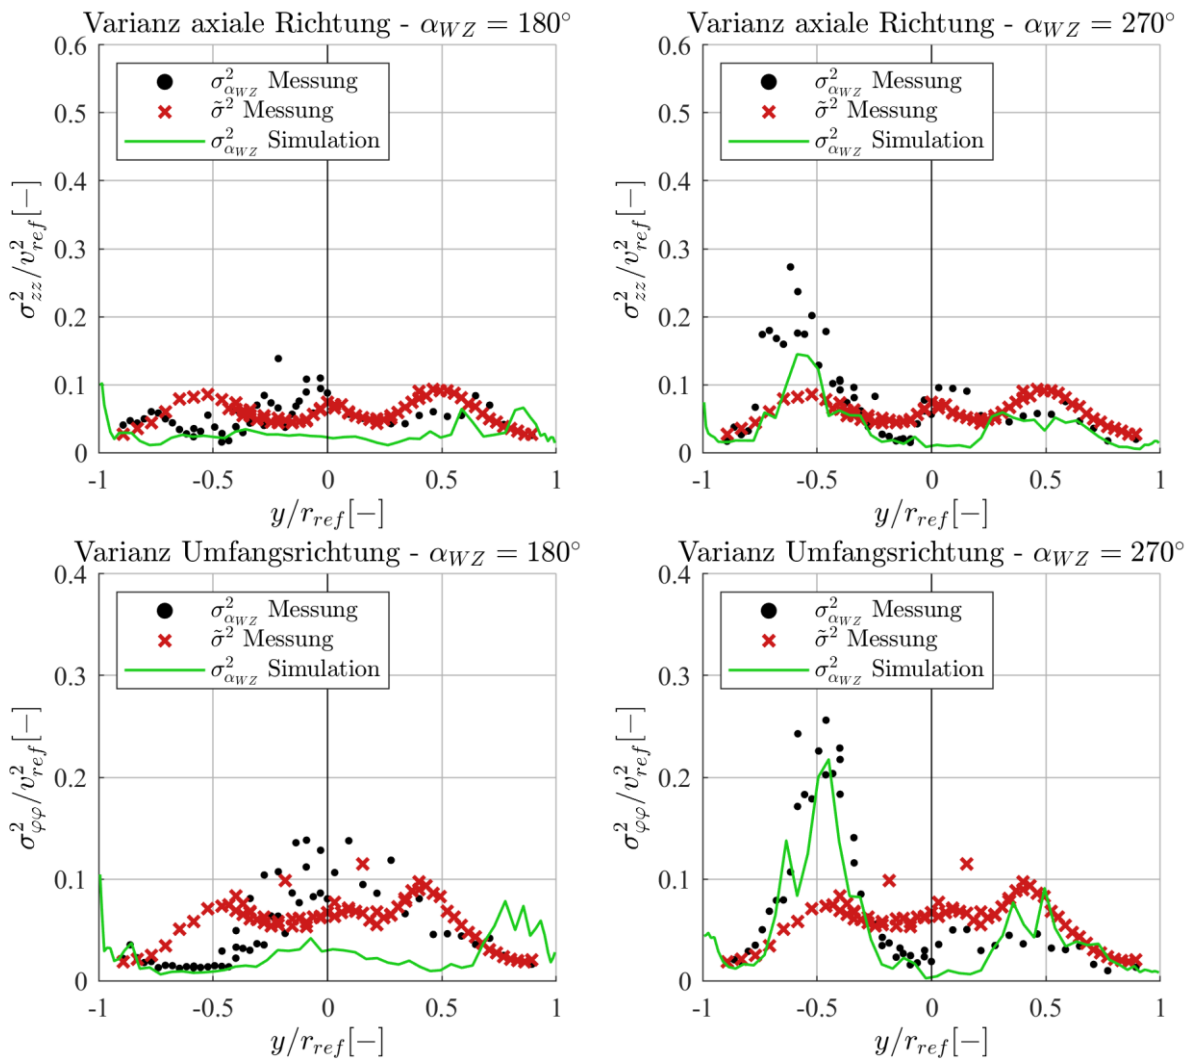 Varianz axiale Richtung - α_WZ = 180°
σ²_αWZ Messung
σ̃² Messung
σ²_αWZ Simulation
0.6
0.5
0.4
0.3
0.2
0.1
0
σ²_zz/v²_ref[−]
-1 -0.5 0 0.5 1
y/r_ref[−]
Varianz axiale Richtung - α_WZ = 270°
σ²_αWZ Messung
σ̃² Messung
σ²_αWZ Simulation
0.6
0.5
0.4
0.3
0.2
0.1
0
σ²_zz/v²_ref[−]
-1 -0.5 0 0.5 1
y/r_ref[−]
Varianz Umfangsrichtung - α_WZ = 180°
σ²_αWZ Messung
σ̃² Messung
σ²_αWZ Simulation
0.4
0.3
0.2
0.1
0
σ²_φφ/v²_ref[−]
-1 -0.5 0 0.5 1
y/r_ref[−]
Varianz Umfangsrichtung - α_WZ = 270°
σ²_αWZ Messung
σ̃² Messung
σ²_αWZ Simulation
0.4
0.3
0.2
0.1
0
σ²_φφ/v²_ref[−]
-1 -0.5 0 0.5 1
y/r_ref[−]